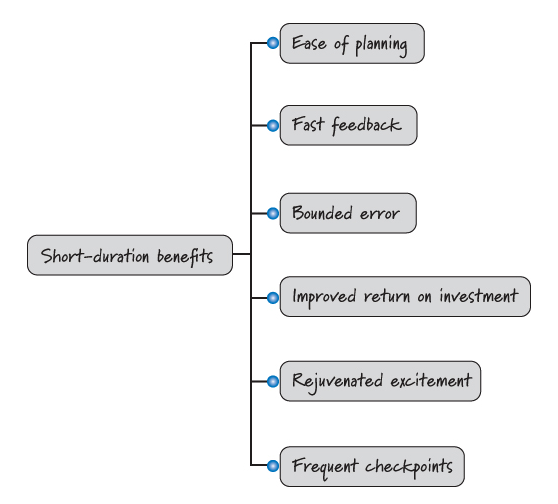 Ease of planning
Fast feedback
Bounded error
Short-duration benefits
Improved return on investment
Rejuvenated excitement
Frequent checkpoints